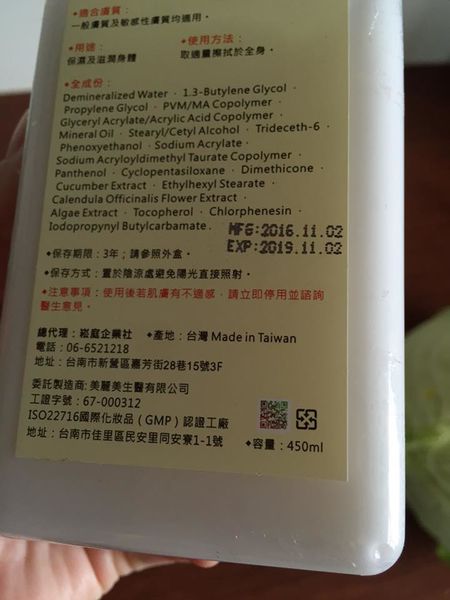 ◆適合膚質：
一般膚質及敏感性膚質均適用。
◆用途：
保濕及滋潤身體
◆使用方法：
取適量擦拭於全身。
◆全成份：
Demineralized Water · 1.3-Butylene Glycol ·
Propylene Glycol · PVM/MA Copolymer ·
Glyceryl Acrylate/Acrylic Acid Copolymer ·
Mineral Oil · Stearyl/Cetyl Alcohol · Trideceth-6 ·
Phenoxyethanol · Sodium Acrylate ·
Sodium Acryloyldimethyl Taurate Copolymer ·
Panthenol · Cyclopentasiloxane · Dimethicone ·
Cucumber Extract · Ethylhexyl Stearate ·
Calendula Officinalis Flower Extract ·
Algae Extract · Tocopherol · Chlorphenesin ·
Iodopropynyl Butylcarbamate.
MFG:2016.11.02
EXP:2019.11.02
◆保存期限：3年；請參照外盒。
◆保存方式：置於陰涼處避免陽光直接照射。
◆注意事項：使用後若肌膚有不適感，請立即停用並諮詢
醫生意見。
總代理：崧庭企業社
◆產地：台灣 Made in Taiwan
電話：06-6521218
地址：台南市新營區嘉芳街28巷15號3F
委託製造商：美麗美生醫有限公司
工證字號：67-000312
ISO22716國際化妝品（GMP）認證工廠
地址：台南市佳里區民安里同安寮1-1號
◆容量：450ml